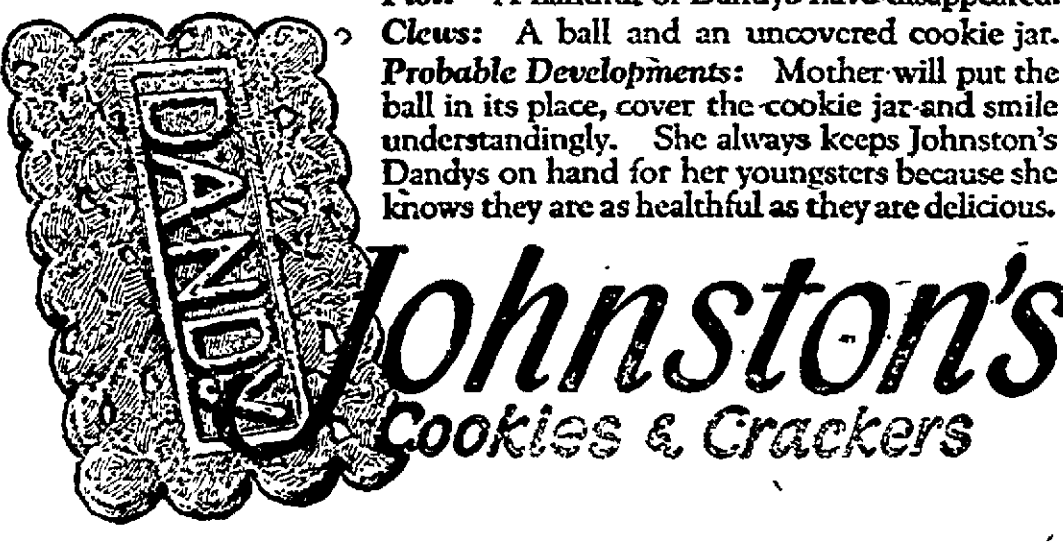 Clews: A ball and an uncovered cookie jar.
Probable Developments: Mother will put the
ball in its place, cover the cookie jar and smile
understandingly. She always keeps Johnston's
Dandys on hand for her youngsters because she
knows they are as healthful as they are delicious.
DANDY
Johnston's
Cookies & Crackers